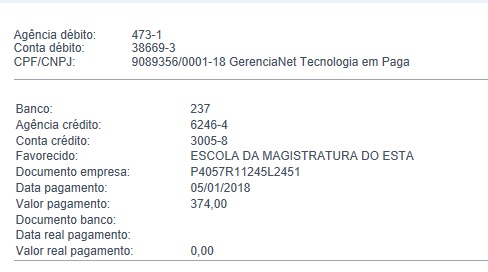 Agência débito: 473-1
Conta débito: 38669-3
CPF/CNPJ: 9089356/0001-18 GerenciaNet Tecnologia em Paga
Banco: 237
Agência crédito: 6246-4
Conta crédito: 3005-8
Favorecido: ESCOLA DA MAGISTRATURA DO ESTA
Documento empresa: P4057R11245L2451
Data pagamento: 05/01/2018
Valor pagamento: 374,00
Documento banco:
Data real pagamento:
Valor real pagamento: 0,00